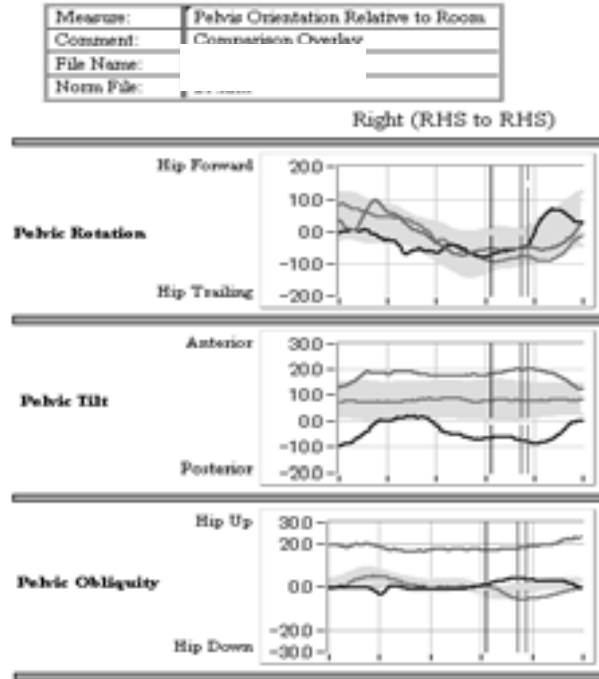 Measure: Pelvis Orientation Relative to Room
Comment: Comparison Overlay
File Name:
Norm File:
Right (RHS to RHS)
Hip Forward 20.0
10.0
Pelvic Rotation 0.0
-10.0
Hip Trailing -20.0
Anterior 30.0
20.0
Pelvic Tilt 10.0
0.0
-10.0
Posterior -20.0
Hip Up 30.0
20.0
Pelvic Obliquity 0.0
-20.0
Hip Down -30.0